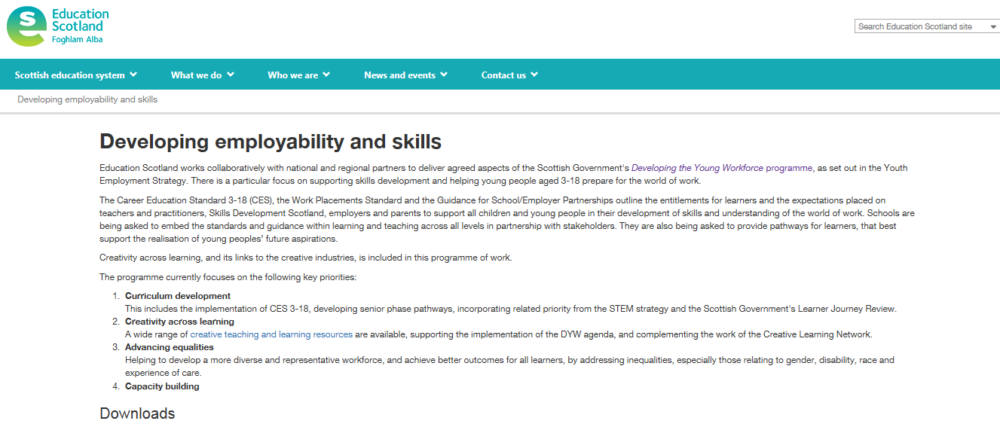 Education
Scotland
Foghlam Alba
Search Education Scotland site
Scottish education system
What we do
Who we are
News and events
Contact us
Developing employability and skills
Developing employability and skills
Education Scotland works collaboratively with national and regional partners to deliver agreed aspects of the Scottish Government's Developing the Young Workforce programme, as set out in the Youth
Employment Strategy. There is a particular focus on supporting skills development and helping young people aged 3-18 prepare for the world of work.
The Career Education Standard 3-18 (CES), the Work Placements Standard and the Guidance for School/Employer Partnerships outline the entitlements for learners and the expectations placed on
teachers and practitioners, Skills Development Scotland, employers and parents to support all children and young people in their development of skills and understanding of the world of work. Schools are
being asked to embed the standards and guidance within learning and teaching across all levels in partnership with stakeholders. They are also being asked to provide pathways for learners, that best
support the realisation of young peoples' future aspirations.
Creativity across learning, and its links to the creative industries, is included in this programme of work.
The programme currently focuses on the following key priorities:
1. Curriculum development
This includes the implementation of CES 3-18, developing senior phase pathways, incorporating related priority from the STEM strategy and the Scottish Government's Learner Journey Review.
2. Creativity across learning
A wide range of creative teaching and learning resources are available, supporting the implementation of the DYW agenda, and complementing the work of the Creative Learning Network.
3. Advancing equalities
Helping to develop a more diverse and representative workforce, and achieve better outcomes for all learners, by addressing inequalities, especially those relating to gender, disability, race and
experience of care.
4. Capacity building
Downloads